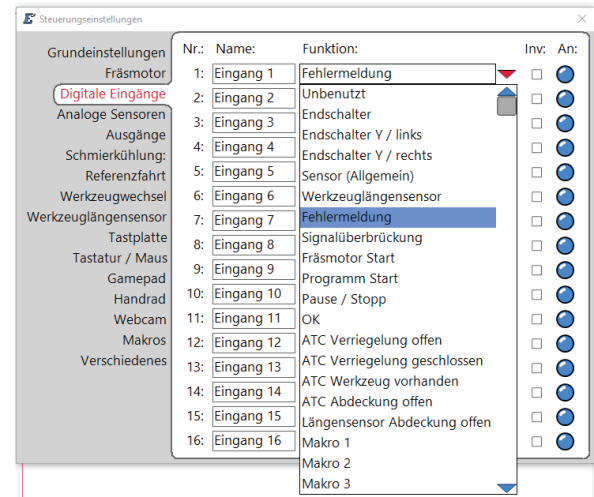 Steuerungseinstellungen
Grundeinstellungen
Fräsmotor
Digitale Eingänge
Analoge Sensoren
Ausgänge
Schmierkühlung:
Referenzfahrt
Werkzeugwechsel
Werkzeuglängensensor
Tastplatte
Tastatur / Maus
Gamepad
Handrad
Webcam
Makros
Verschiedenes
Nr.: Name: Funktion: Inv: An:
1: Eingang 1 Fehlermeldung
2: Eingang 2
3: Eingang 3
4: Eingang 4
5: Eingang 5
6: Eingang 6
7: Eingang 7
8: Eingang 8
9: Eingang 9
10: Eingang 10
11: Eingang 11
12: Eingang 12
13: Eingang 13
14: Eingang 14
15: Eingang 15
16: Eingang 16
Unbenutzt
Endschalter
Endschalter Y / links
Endschalter Y / rechts
Sensor (Allgemein)
Werkzeuglängensensor
Fehlermeldung
Signalüberbrückung
Fräsmotor Start
Programm Start
Pause / Stopp
OK
ATC Verriegelung offen
ATC Verriegelung geschlossen
ATC Werkzeug vorhanden
ATC Abdeckung offen
Längensensor Abdeckung offen
Makro 1
Makro 2
Makro 3